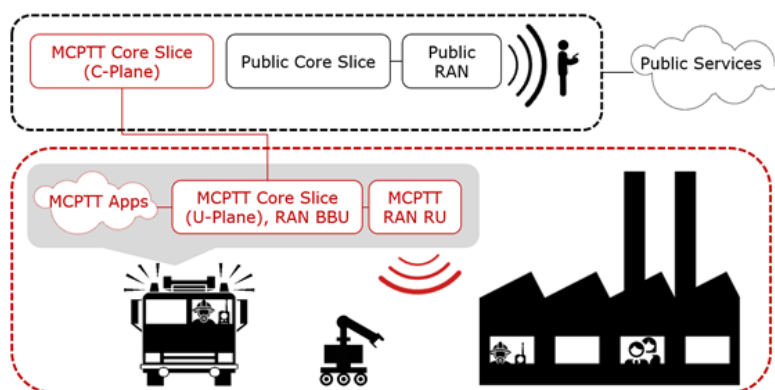 MCPTT Core Slice
(C-Plane)
Public Core Slice
Public
RAN
Public Services
MCPTT Apps
MCPTT Core Slice
(U-Plane), RAN BBU
MCPTT
RAN RU